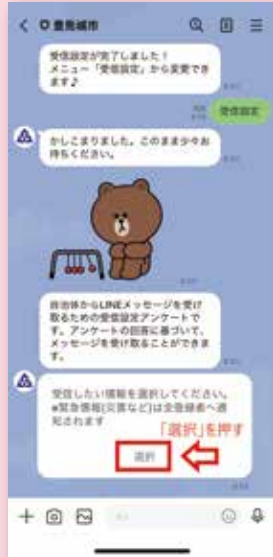 豊見城市
受信設定が完了しました！
メニュー「受信設定」から変更でき
ます♪
受信設定
かしこまりました。このまま少々お
待ちください。
自治体からLINEメッセージを受け
取るための受信設定アンケートで
す。アンケートの回答に基づいて、
メッセージを受け取ることができま
す。
受信したい情報を選択してください。
※緊急情報(災害など)は全登録者へ通
知されます
「選択」を押す
選択